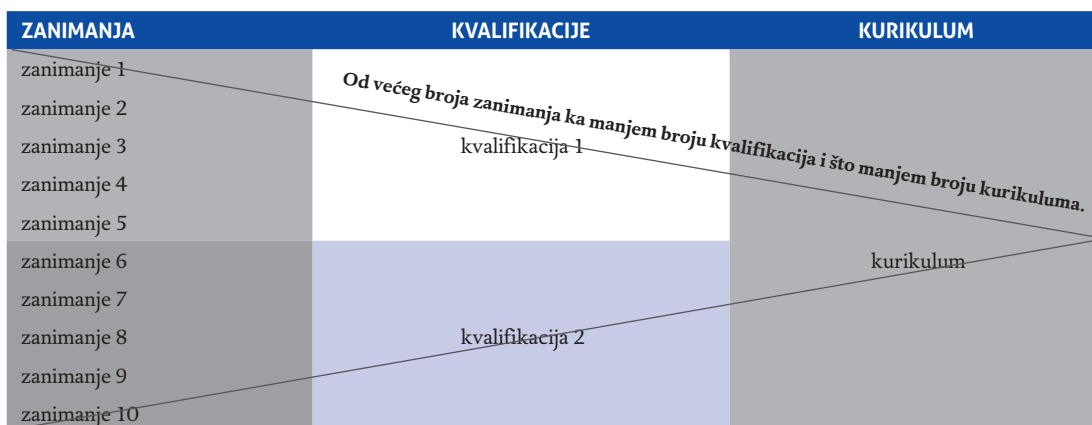 ZANIMANJA KVALIFIKACIJE KURIKULUM
zanimanje 1
Od većeg broja zanimanja ka manjem broju kvalifikacija i što manjem broju kurikuluma.
zanimanje 2
zanimanje 3 kvalifikacija 1
zanimanje 4
zanimanje 5
zanimanje 6 kurikulum
zanimanje 7
zanimanje 8 kvalifikacija 2
zanimanje 9
zanimanje 10